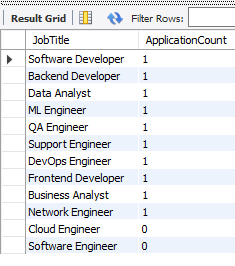 Result Grid Filter Rows:
JobTitle ApplicationCount
Software Developer 1
Backend Developer 1
Data Analyst 1
ML Engineer 1
QA Engineer 1
Support Engineer 1
DevOps Engineer 1
Frontend Developer 1
Business Analyst 1
Network Engineer 1
Cloud Engineer 0
Software Engineer 0